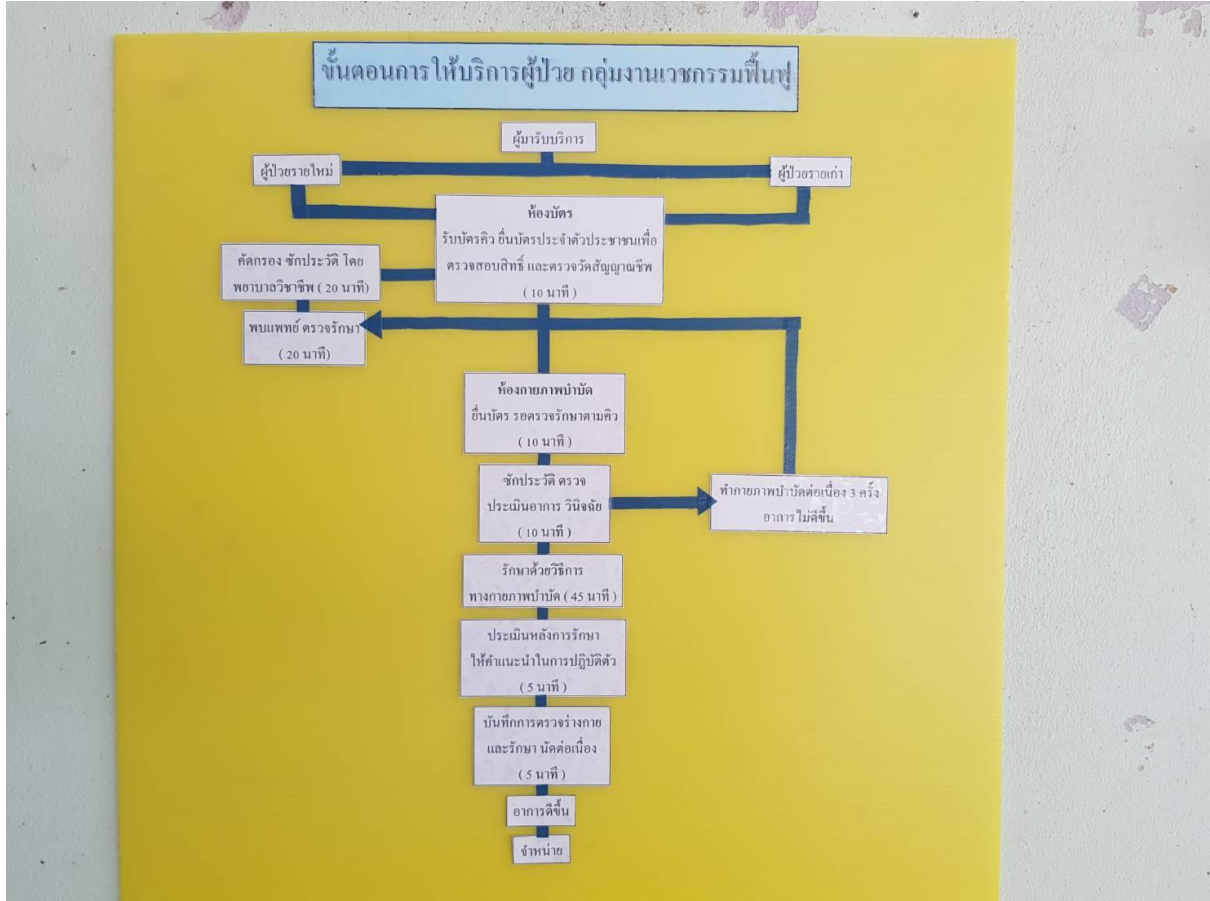 ขั้นตอนการให้บริการผู้ป่วย กลุ่มงานเวชกรรมฟื้นฟู
ผู้มารับบริการ
ผู้ป่วยรายใหม่
ผู้ป่วยรายเก่า
ห้องบัตร
รับบัตรคิว ยื่นบัตรประจำตัวประชาชนเพื่อ
ตรวจสอบสิทธิ์ และตรวจวัดสัญญาณชีพ
( 10 นาที )
คัดกรอง ซักประวัติ โดย
พยาบาลวิชาชีพ ( 20 นาที)
พบแพทย์ ตรวจรักษา
( 20 นาที)
ห้องกายภาพบำบัด
ยื่นบัตร รอตรวจรักษาตามคิว
( 10 นาที )
ซักประวัติ ตรวจ
ประเมินอาการ วินิจฉัย
( 10 นาที )
ทำกายภาพบำบัดต่อเนื่อง 3 ครั้ง
อาการไม่ดีขึ้น
รักษาด้วยวิธีการ
ทางกายภาพบำบัด ( 45 นาที )
ประเมินหลังการรักษา
ให้คำแนะนำในการปฏิบัติตัว
( 5 นาที )
บันทึกการตรวจร่างกาย
และรักษา นัดต่อเนื่อง
( 5 นาที )
อาการดีขึ้น
จำหน่าย